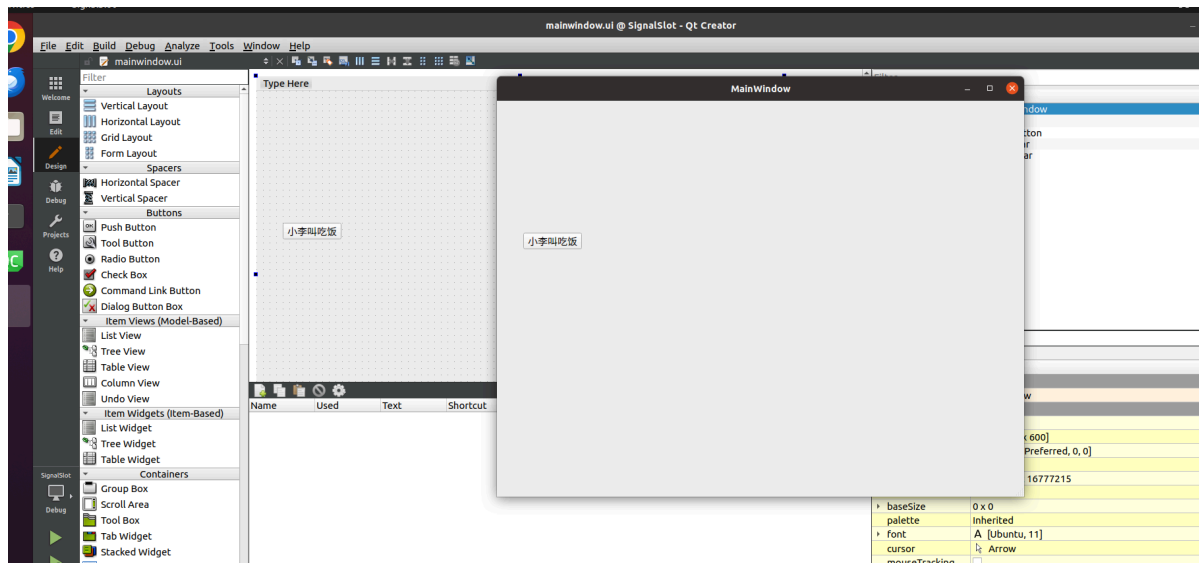 mainwindow.ui @ SignalSlot - Qt Creator
File Edit Build Debug Analyze Tools Window Help
mainwindow.ui
Welcome
Edit
Design
Debug
Projects
Help
SignalSlot
Debug
Filter
Layouts
Vertical Layout
Horizontal Layout
Grid Layout
Form Layout
Spacers
Horizontal Spacer
Vertical Spacer
Buttons
Push Button
Tool Button
Radio Button
Check Box
Command Link Button
Dialog Button Box
Item Views (Model-Based)
List View
Tree View
Table View
Column View
Undo View
Item Widgets (Item-Based)
List Widget
Tree Widget
Table Widget
Containers
Group Box
Scroll Area
Tool Box
Tab Widget
Stacked Widget
Type Here
小李叫吃饭
Name Used Text Shortcut
MainWindow
小李叫吃饭
600]
Preferred, 0, 0]
16777215
baseSize 0 x 0
palette Inherited
font A [Ubuntu, 11]
cursor Arrow
mouseTracking